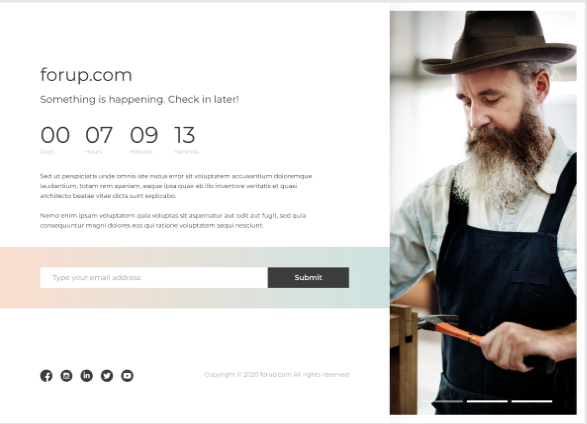 forup.com
Something is happening. Check in later!
00 07 09 13
Days Hours Minutes Seconds
Sed ut perspiciatis unde omnis iste natus error sit voluptatem accusantium doloremque
laudantium, totam rem aperiam, eaque ipsa quae ab illo inventore veritatis et quasi
architecto beatae vitae dicta sunt explicabo.
Nemo enim ipsam voluptatem quia voluptas sit aspernatur aut odit aut fugit, sed quia
consequuntur magni dolores eos qui ratione voluptatem sequi nesciunt.
Type your email address Submit
Copyright © 2020 forup.com All rights reserved